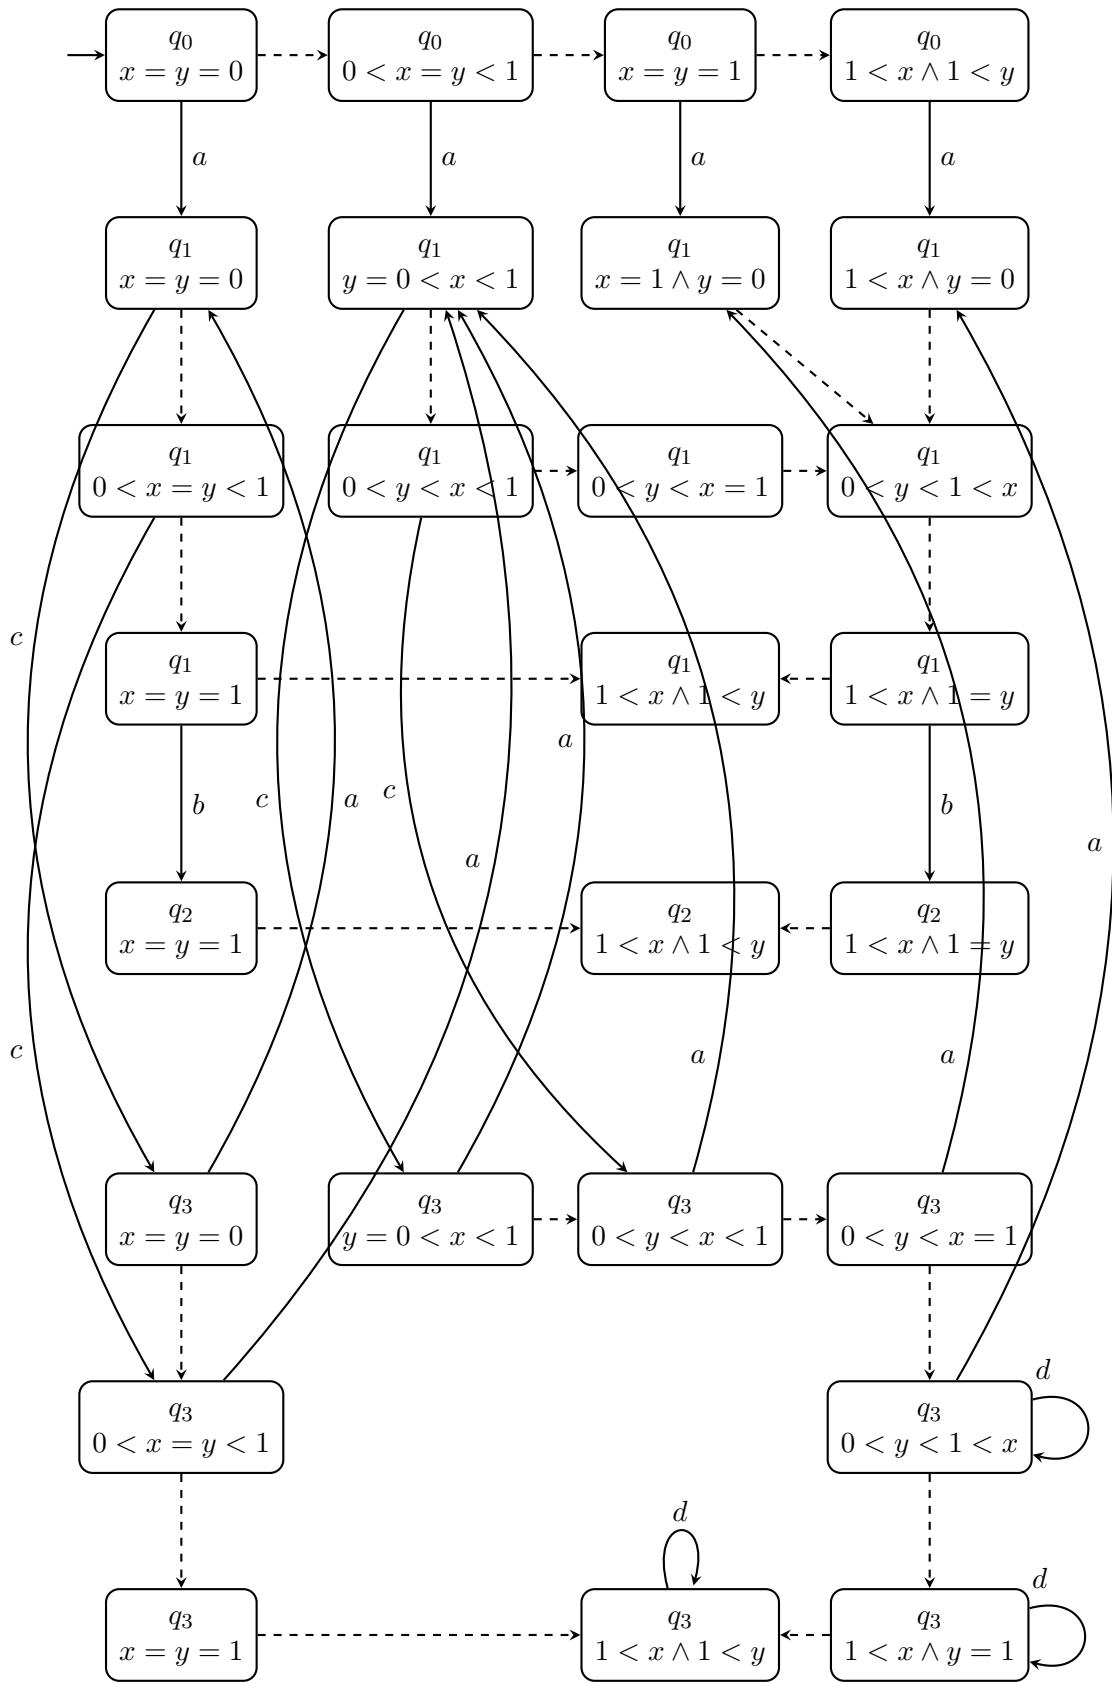 q₀
x = y = 0
q₀
0 < x = y < 1
q₀
x = y = 1
q₀
1 < x ∧ 1 < y
a
a
a
a
q₁
x = y = 0
q₁
y = 0 < x < 1
q₁
x = 1 ∧ y = 0
q₁
1 < x ∧ y = 0
q₁
0 < x = y < 1
q₁
0 < y < x < 1
q₁
0 < y < x = 1
q₁
0 < y < 1 < x
c
q₁
x = y = 1
q₁
1 < x ∧ 1 < y
q₁
1 < x ∧ 1 = y
a
b
c
a
c
b
a
a
q₂
x = y = 1
q₂
1 < x ∧ 1 < y
q₂
1 < x ∧ 1 = y
c
a
a
q₃
x = y = 0
q₃
y = 0 < x < 1
q₃
0 < y < x < 1
q₃
0 < y < x = 1
d
q₃
0 < x = y < 1
q₃
0 < y < 1 < x
d
d
q₃
x = y = 1
q₃
1 < x ∧ 1 < y
q₃
1 < x ∧ y = 1